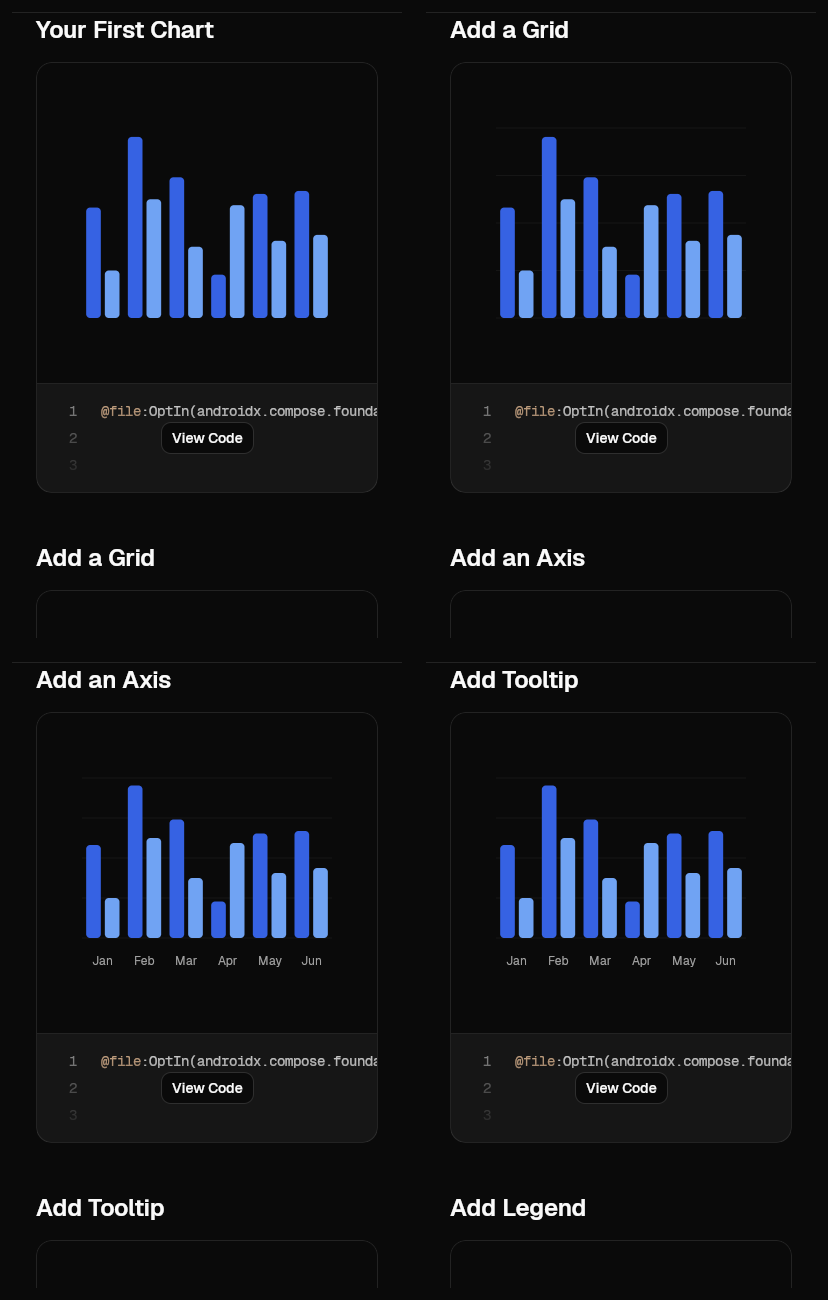 Your First Chart
1 @file:OptIn(androidx.compose.founda
2
View Code
3
Add a Grid
Add a Grid
1 @file:OptIn(androidx.compose.founda
2
View Code
3
Add an Axis
Add an Axis
Jan Feb Mar Apr May Jun
1 @file:OptIn(androidx.compose.founda
2
View Code
3
Add Tooltip
Add Tooltip
Jan Feb Mar Apr May Jun
1 @file:OptIn(androidx.compose.founda
2
View Code
3
Add Legend